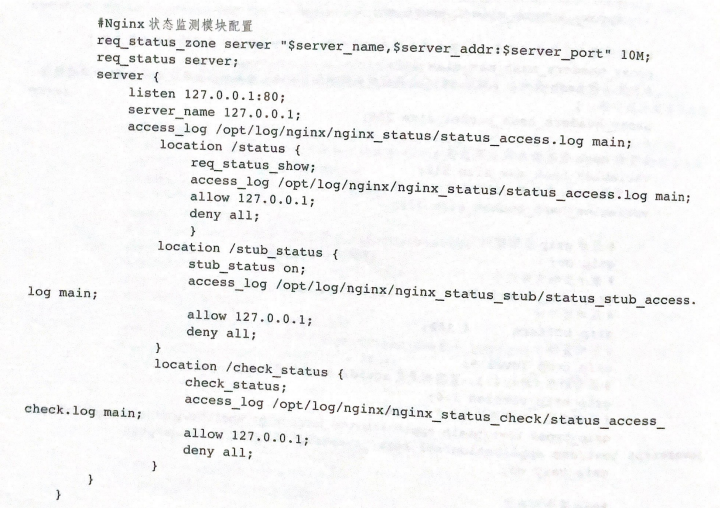 #Nginx 状态监测模块配置
req_status_zone server "$server_name,$server_addr:$server_port" 10M;
req_status server;
server {
listen 127.0.0.1:80;
server_name 127.0.0.1;
access_log /opt/log/nginx/nginx_status/status_access.log main;
location /status {
req_status_show;
access_log /opt/log/nginx/nginx_status/status_access.log main;
allow 127.0.0.1;
deny all;
}
location /stub_status {
stub_status on;
access_log /opt/log/nginx/nginx_status_stub/status_stub_access.
log main;
allow 127.0.0.1;
deny all;
}
location /check_status {
check_status;
access_log /opt/log/nginx/nginx_status_check/status_access_
check.log main;
allow 127.0.0.1;
deny all;
}
}
}